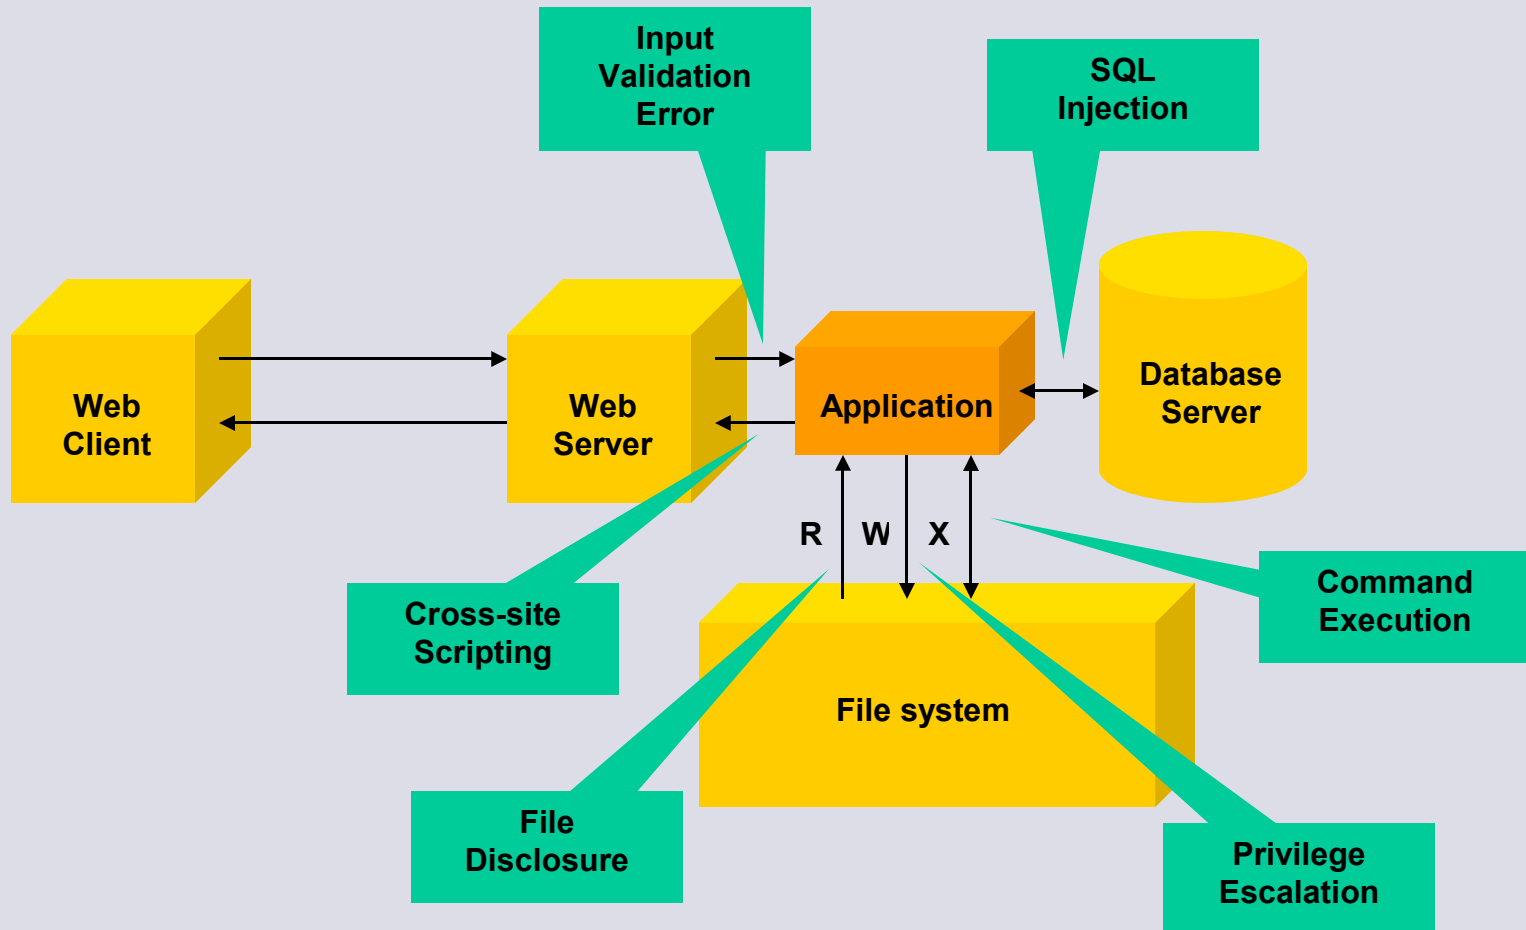 Input
Validation
Error
SQL
Injection
Web
Client
Web
Server
Application
Database
Server
R W X
Cross-site
Scripting
Command
Execution
File system
File
Disclosure
Privilege
Escalation